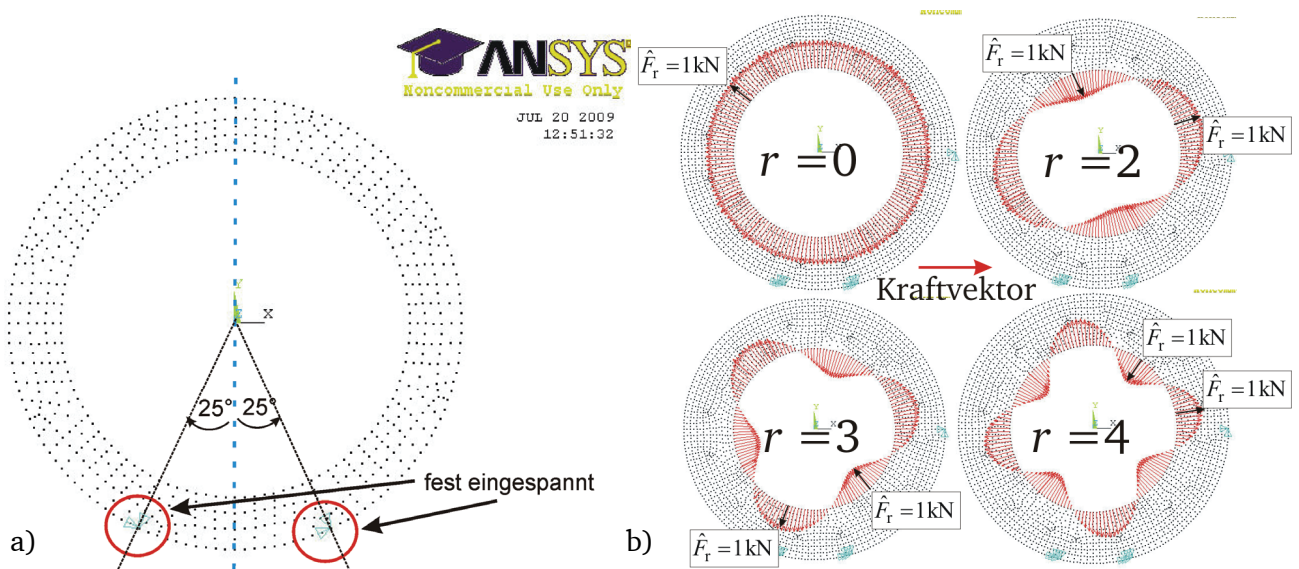 ANSYS
Noncommercial Use Only
JUL 20 2009
12:51:32
Y
Z
X
25° 25°
fest eingespannt
a)
F̂r = 1kN
Y
X
r = 0
F̂r = 1kN
F̂r = 1kN
Y
X
r = 2
Kraftvektor
F̂r = 1kN
F̂r = 1kN
Y
X
r = 3
F̂r = 1kN
F̂r = 1kN
Y
X
r = 4
b)